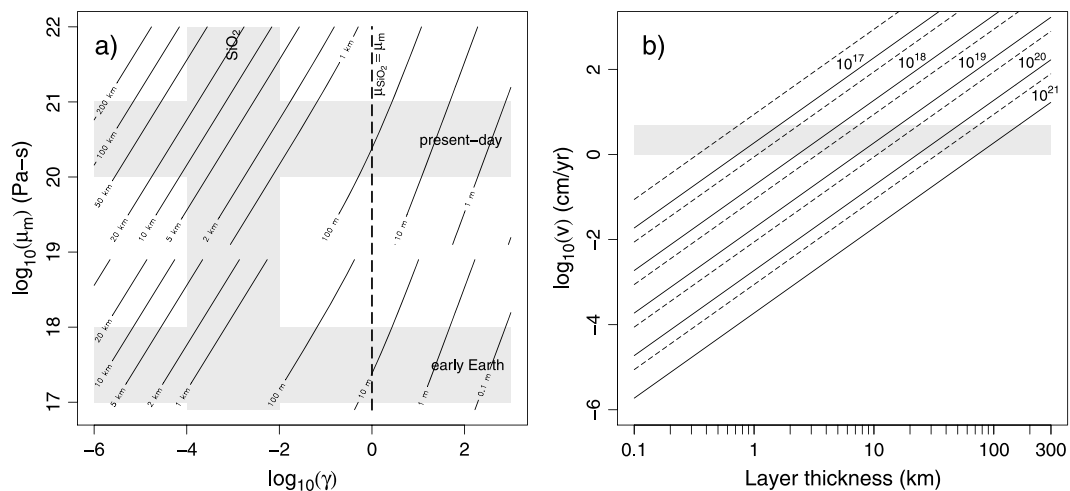 a)
SiO2
μSiO2 = μm
200 km
100 km
50 km
20 km
10 km
5 km
2 km
1 km
100 m
10 m
1 m
present−day
20 km
10 km
5 km
2 km
1 km
100 m
10 m
1 m
0.1 m
early Earth
22
21
20
19
18
17
log10(μm) (Pa−s)
−6
−4
−2
0
2
log10(γ)
b)
10^17
10^18
10^19
10^20
10^21
2
0
−2
−4
−6
log10(v) (cm/yr)
0.1
1
10
100
300
Layer thickness (km)